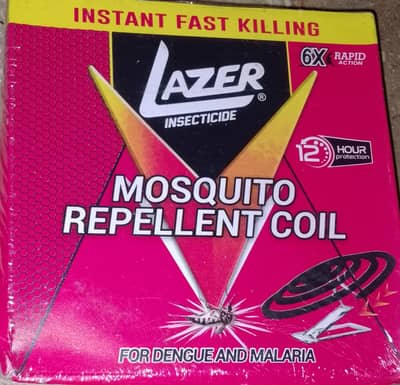 INSTANT FAST KILLING
6X RAPID
ACTION
LAZER®
INSECTICIDE
12 HOUR
protection
MOSQUITO
REPELLENT COIL
FOR DENGUE AND MALARIA